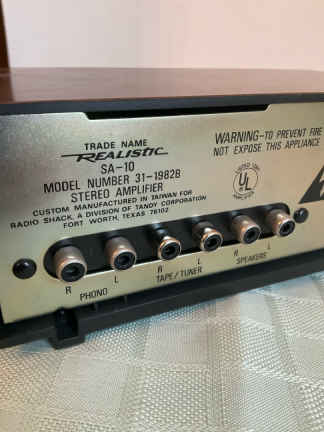 TRADE NAME
REALISTIC
SA-10
MODEL NUMBER 31-1982B
STEREO AMPLIFIER
CUSTOM MANUFACTURED IN TAIWAN FOR
RADIO SHACK, A DIVISION OF TANDY CORPORATION
FORT WORTH, TEXAS 76102
WARNING-TO PREVENT FIRE
NOT EXPOSE THIS APPLIANCE
UL
AMPLIFIER
R L R L R L
PHONO TAPE/TUNER SPEAKERS